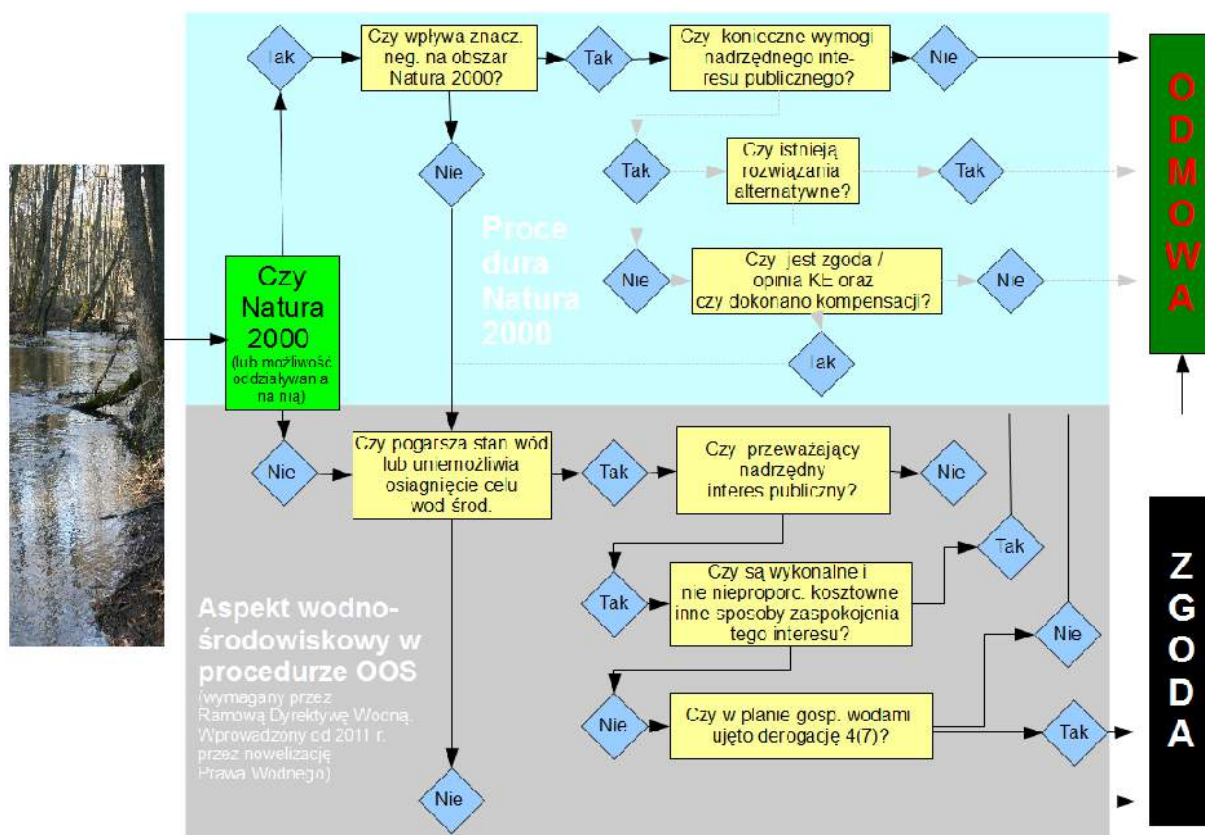 Tak
Czy wpływa znacz.
neg. na obszar
Natura 2000?
Tak
Czy konieczne wymogi
nadrzędnego inte-
resu publicznego?
Nie
Nie
Tak
Czy istnieją
rozwiązania
alternatywne?
Tak
Proce
dura
Natura
2000
Czy
Natura
2000
(lub możliwość
oddziaływania
na nią)
Nie
Czy jest zgoda /
opinia KE oraz
czy dokonano kompensacji?
Nie
Tak
O
D
M
O
W
A
Nie
Czy pogarsza stan wód
lub uniemożliwia
osiągnięcie celu
wod środ.
Tak
Czy przeważający
nadrzędny
interes publiczny?
Nie
Tak
Tak
Czy są wykonalne i
nie nieproporc. kosztowne
inne sposoby zaspokojenia
tego interesu?
Nie
Aspekt wodno-
środowiskowy w
procedurze OOS
(wymagany przez
Ramową Dyrektywę Wodną.
Wprowadzony od 2011 r.
przez nowelizację
Prawa Wodnego)
Nie
Czy w planie gosp. wodami
ujęto derogację 4(7)?
Tak
Nie
Z
G
O
D
A